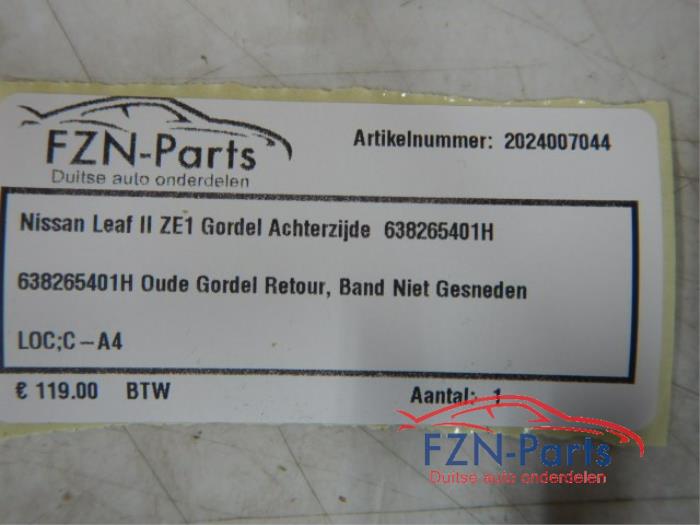 FZN-Parts
Duitse auto onderdelen
Artikelnummer: 2024007044
Nissan Leaf II ZE1 Gordel Achterzijde 638265401H
638265401H Oude Gordel Retour, Band Niet Gesneden
LOC;C-A4
€ 119.00 BTW
Aantal: 1
FZN-Parts
Duitse auto onderdelen